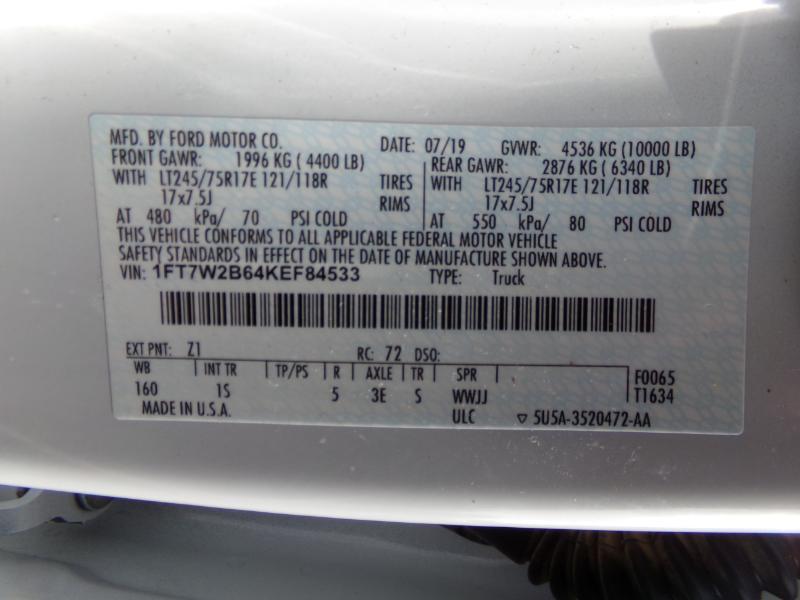 MFD. BY FORD MOTOR CO. DATE: 07/19 GVWR: 4536 KG (10000 LB)
FRONT GAWR: 1996 KG ( 4400 LB) REAR GAWR: 2876 KG ( 6340 LB)
WITH LT245/75R17E 121/118R TIRES WITH LT245/75R17E 121/118R TIRES
17x7.5J RIMS 17x7.5J RIMS
AT 480 kPa/ 70 PSI COLD AT 550 kPa/ 80 PSI COLD
THIS VEHICLE CONFORMS TO ALL APPLICABLE FEDERAL MOTOR VEHICLE
SAFETY STANDARDS IN EFFECT ON THE DATE OF MANUFACTURE SHOWN ABOVE.
VIN: 1FT7W2B64KEF84533 TYPE: Truck
EXT PNT: Z1 RC: 72 DSO:
WB INT TR TP/PS R AXLE TR SPR F0065
160 1S 5 3E S WWJJ T1634
MADE IN U.S.A. ULC ▽ 5U5A-3520472-AA